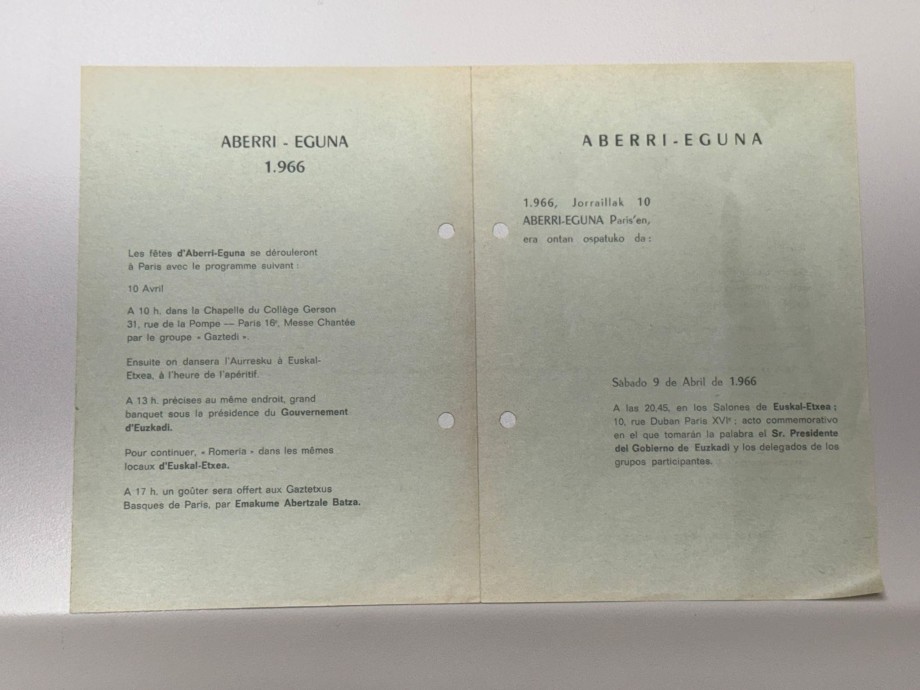 ABERRI - EGUNA
1.966
Les fêtes d'Aberri-Eguna se dérouleront
à Paris avec le programme suivant :
10 Avril
A 10 h. dans la Chapelle du Collège Gerson
31, rue de la Pompe — Paris 16e, Messe Chantée
par le groupe « Gaztedi ».
Ensuite on dansera l'Aurresku à Euskal-
Etxea, à l'heure de l'apéritif.
A 13 h. précises au même endroit, grand
banquet sous la présidence du Gouvernement
d'Euzkadi.
Pour continuer, « Romeria » dans les mêmes
locaux d'Euskal-Etxea.
A 17 h. un goûter sera offert aux Gaztetxus
Basques de Paris, par Emakume Abertzale Batza.
ABERRI-EGUNA
1.966, Jorraillak 10
ABERRI-EGUNA Paris'en,
era ontan ospatuko da :
Sábado 9 de Abril de 1.966
A las 20,45, en los Salones de Euskal-Etxea ;
10, rue Duban Paris XVIe ; acto commemorativo
en el que tomarán la palabra el Sr. Presidente
del Gobierno de Euzkadi y los delegados de los
grupos participantes.